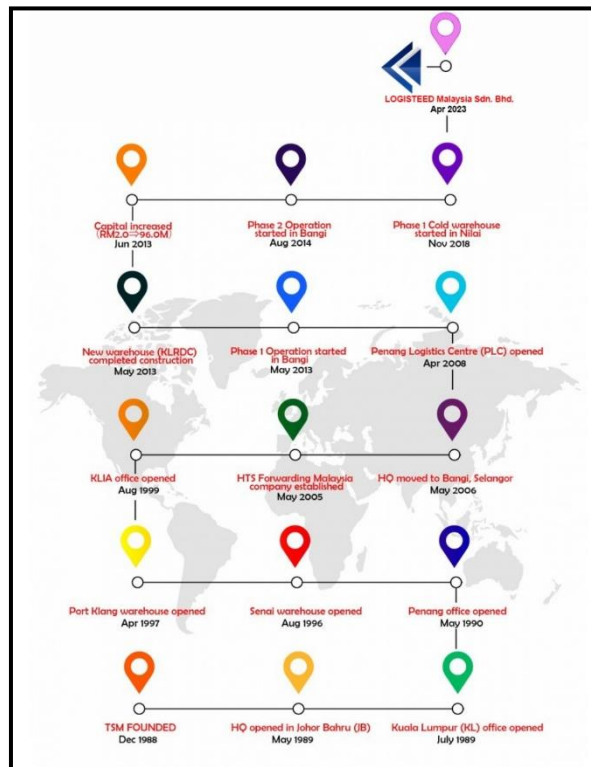 LOGISTEED Malaysia Sdn. Bhd.
Apr 2023
Capital increased
(RM2.0⇒96.0M)
Jun 2013
Phase 2 Operation
started in Bangi
Aug 2014
Phase 1 Cold warehouse
started in Nilai
Nov 2018
New warehouse (KLRDC)
completed construction
May 2013
Phase 1 Operation started
in Bangi
May 2013
Penang Logistics Centre (PLC) opened
Apr 2008
KLIA office opened
Aug 1999
HTS Forwarding Malaysia
company established
May 2005
HQ moved to Bangi, Selangor
May 2006
Port Klang warehouse opened
Apr 1997
Senai warehouse opened
Aug 1996
Penang office opened
May 1990
TSM FOUNDED
Dec 1988
HQ opened in Johor Bahru (JB)
May 1989
Kuala Lumpur (KL) office opened
July 1989